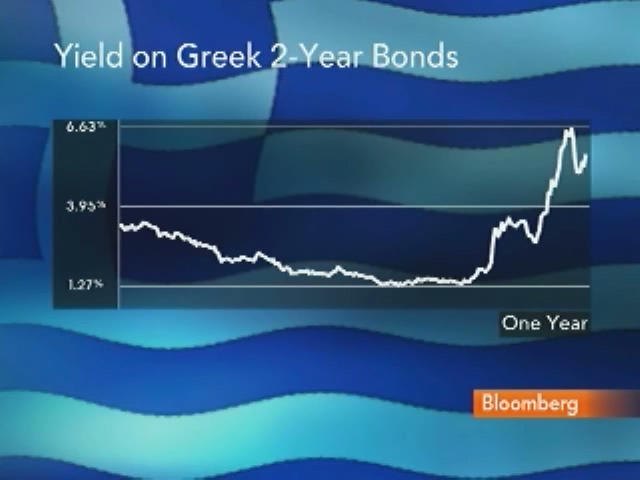 Yield on Greek 2-Year Bonds
6.63%
3.95%
1.27%
One Year
Bloomberg